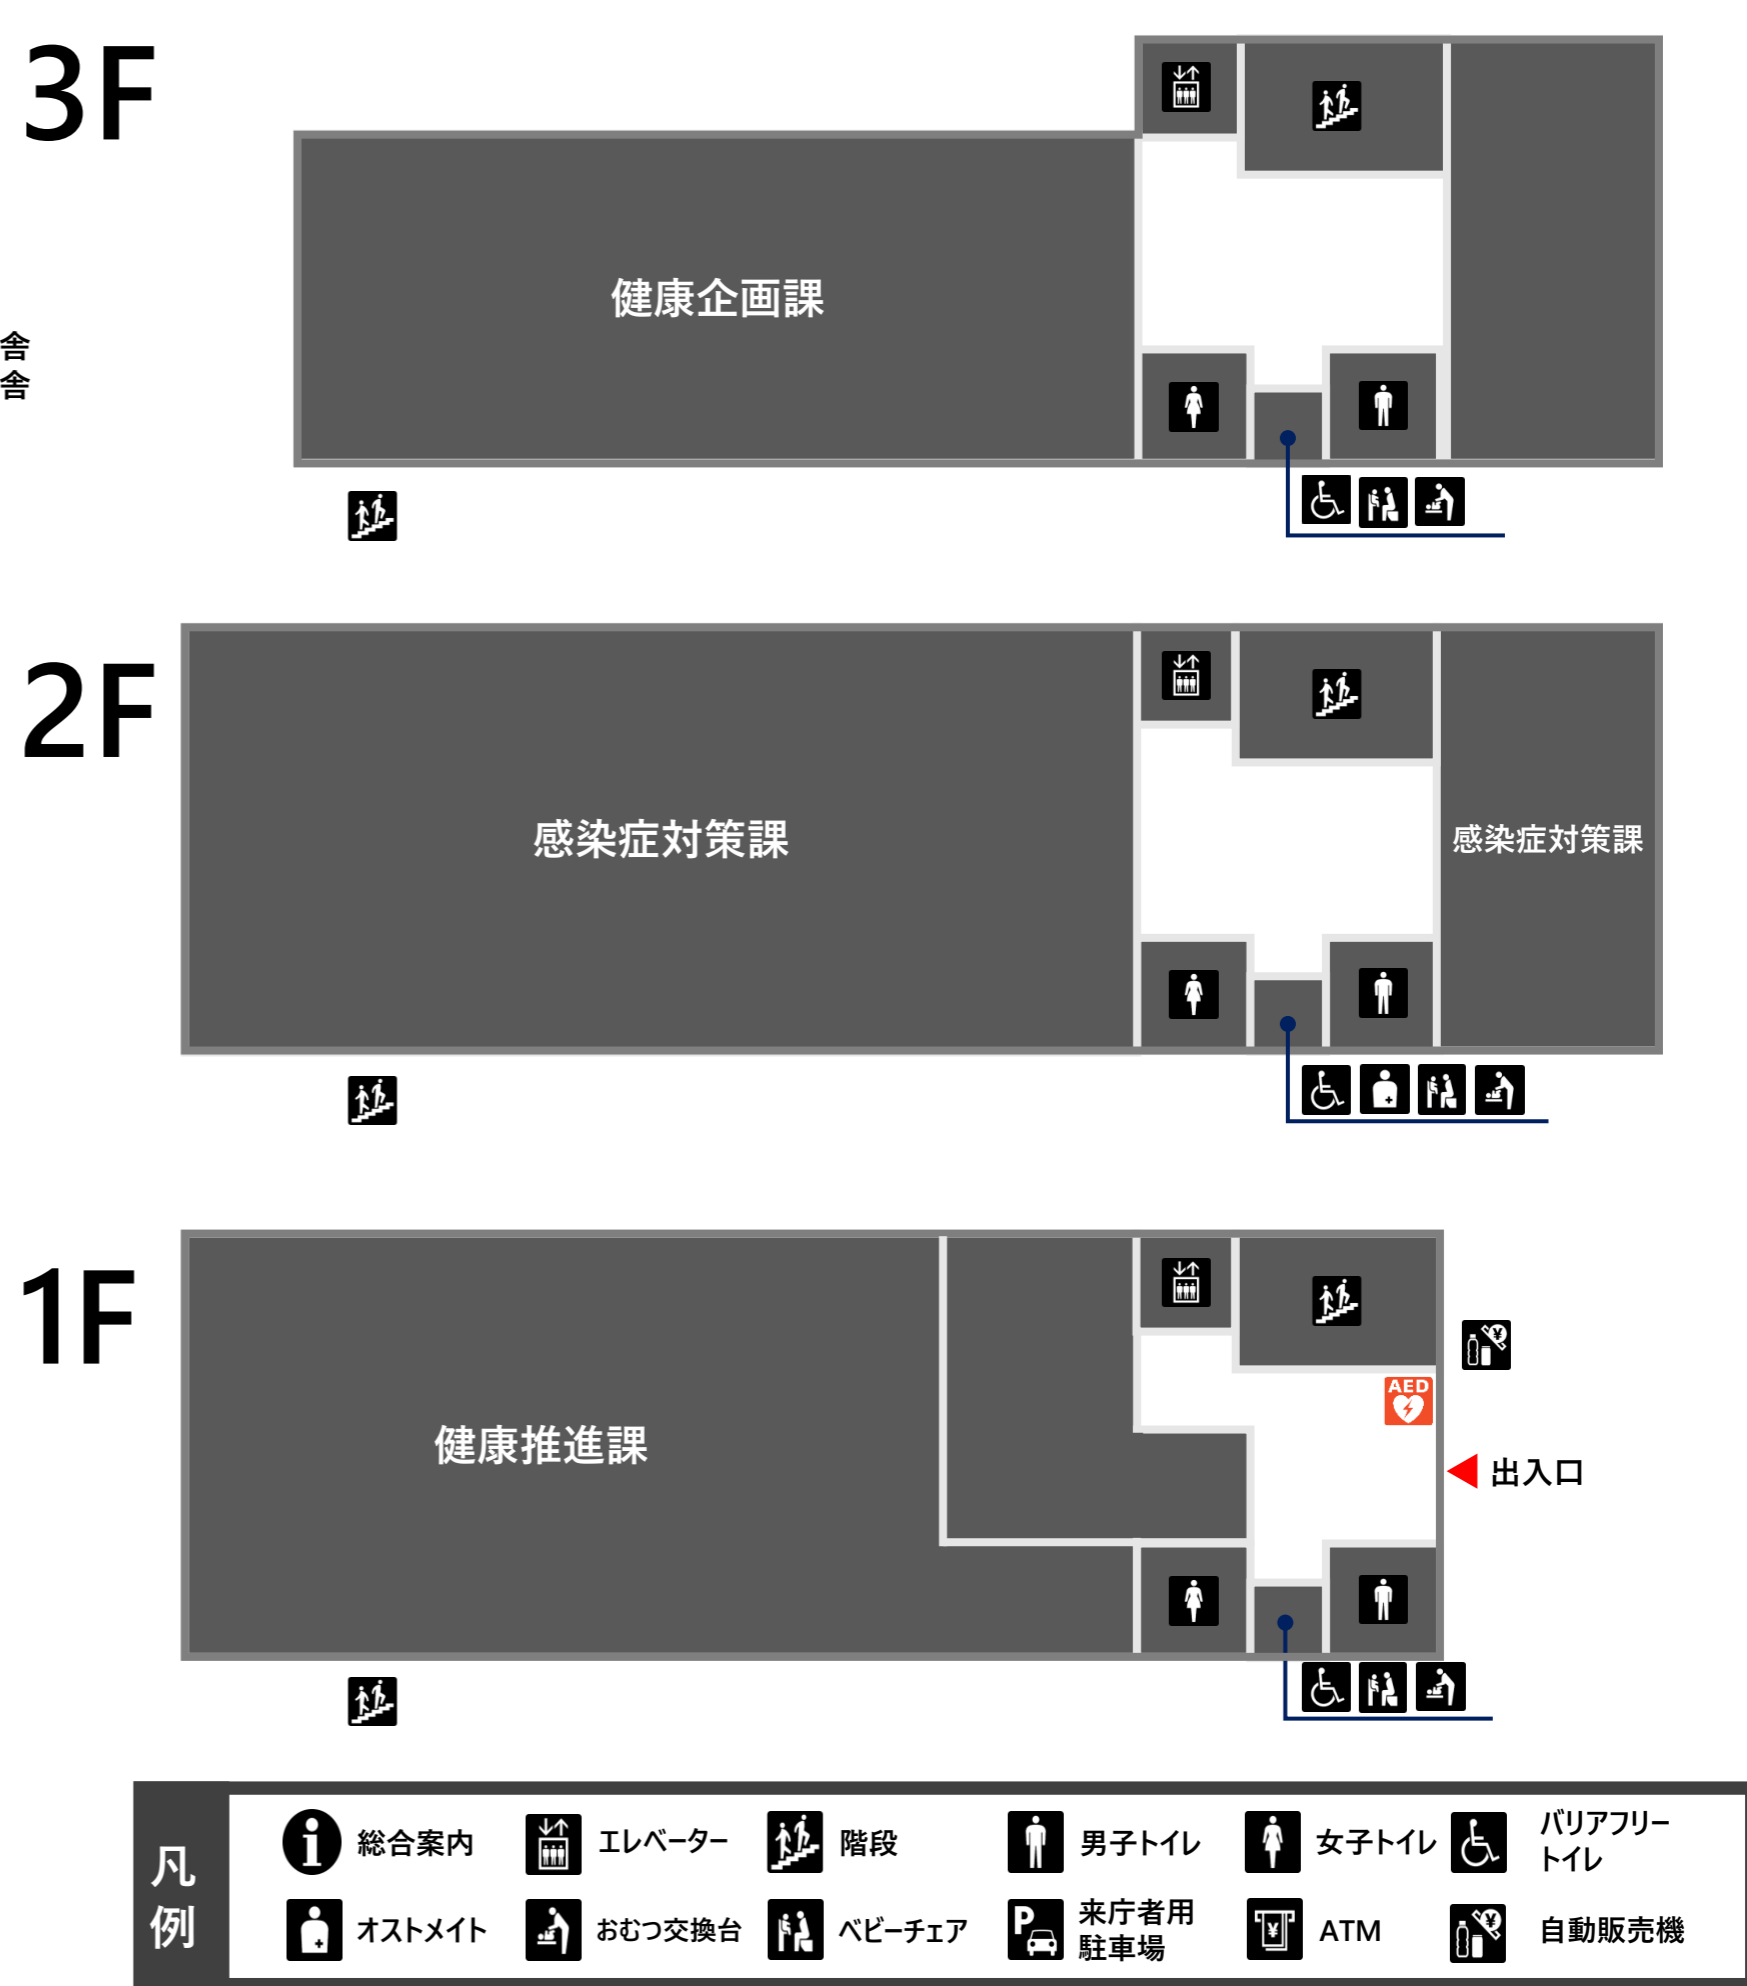 3F
健康企画課
舎
舎
2F
感染症対策課
感染症対策課
1F
健康推進課
AED
出入口
凡例
総合案内
エレベーター
階段
男子トイレ
女子トイレ
バリアフリー
トイレ
オストメイト
おむつ交換台
ベビーチェア
P
来庁者用
駐車場
ATM
自動販売機